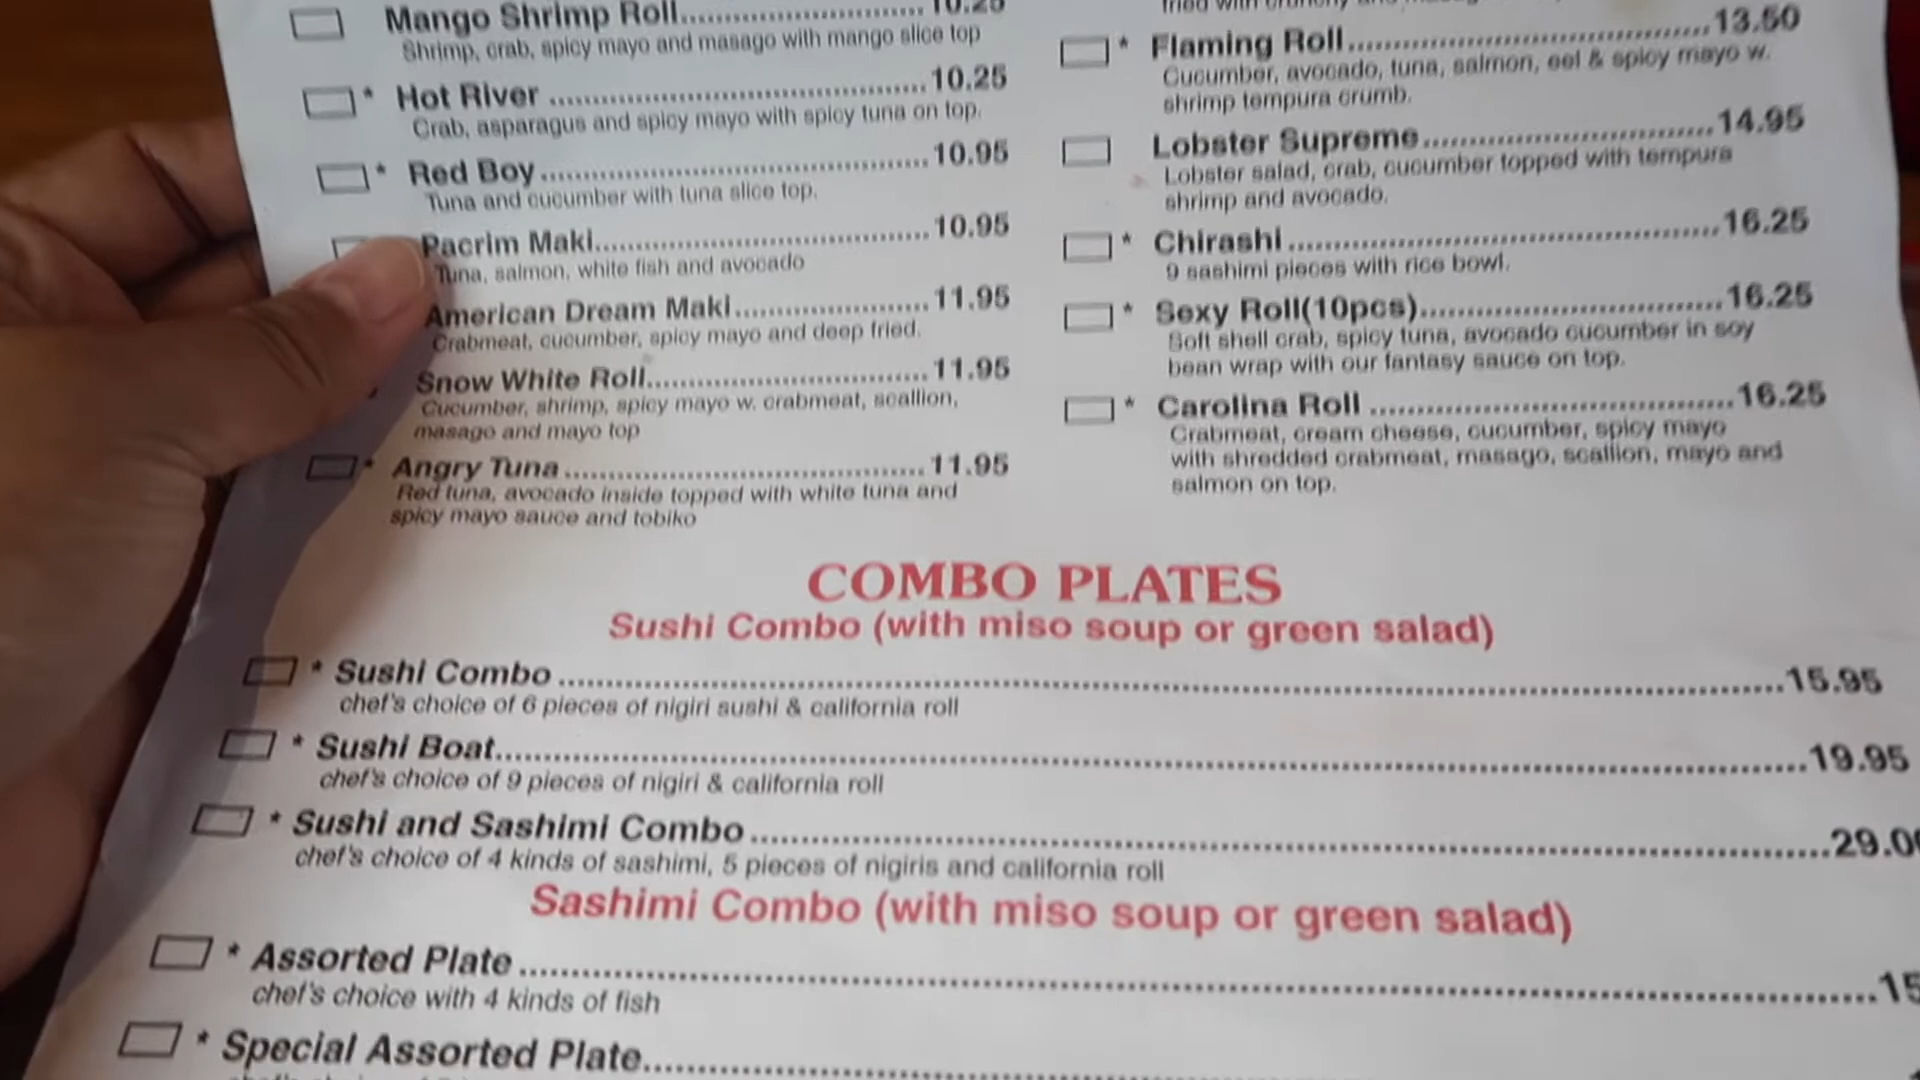 Mango Shrimp Roll.................... 10.25
Shrimp, crab, spicy mayo and masago with mango slice top
* Hot River .................... 10.25
Crab, asparagus and spicy mayo with spicy tuna on top.
* Red Boy.................... 10.95
Tuna and cucumber with tuna slice top.
Pacrim Maki.................... 10.95
Tuna, salmon, white fish and avocado
American Dream Maki.................... 11.95
Crabmeat, cucumber, spicy mayo and deep fried.
Snow White Roll.................... 11.95
Cucumber, shrimp, spicy mayo w. crabmeat, scallion,
masago and mayo top
* Angry Tuna .................... 11.95
Red tuna, avocado inside topped with white tuna and
spicy mayo sauce and tobiko
* Flaming Roll.................... 13.50
Cucumber, avocado, tuna, salmon, eel & spicy mayo w.
shrimp tempura crumb.
Lobster Supreme.................... 14.95
Lobster salad, crab, cucumber topped with tempura
shrimp and avocado.
* Chirashi .................... 16.25
9 sashimi pieces with rice bowl.
* Sexy Roll(10pcs).................... 16.25
Soft shell crab, spicy tuna, avocado cucumber in soy
bean wrap with our fantasy sauce on top.
* Carolina Roll .................... 16.25
Crabmeat, cream cheese, cucumber, spicy mayo
with shredded crabmeat, masago, scallion, mayo and
salmon on top.
COMBO PLATES
Sushi Combo (with miso soup or green salad)
* Sushi Combo .................... 15.95
chef's choice of 6 pieces of nigiri sushi & california roll
* Sushi Boat.................... 19.95
chef's choice of 9 pieces of nigiri & california roll
* Sushi and Sashimi Combo .................... 29.0
chef's choice of 4 kinds of sashimi, 5 pieces of nigiris and california roll
Sashimi Combo (with miso soup or green salad)
* Assorted Plate .................... 15
chef's choice with 4 kinds of fish
* Special Assorted Plate....................